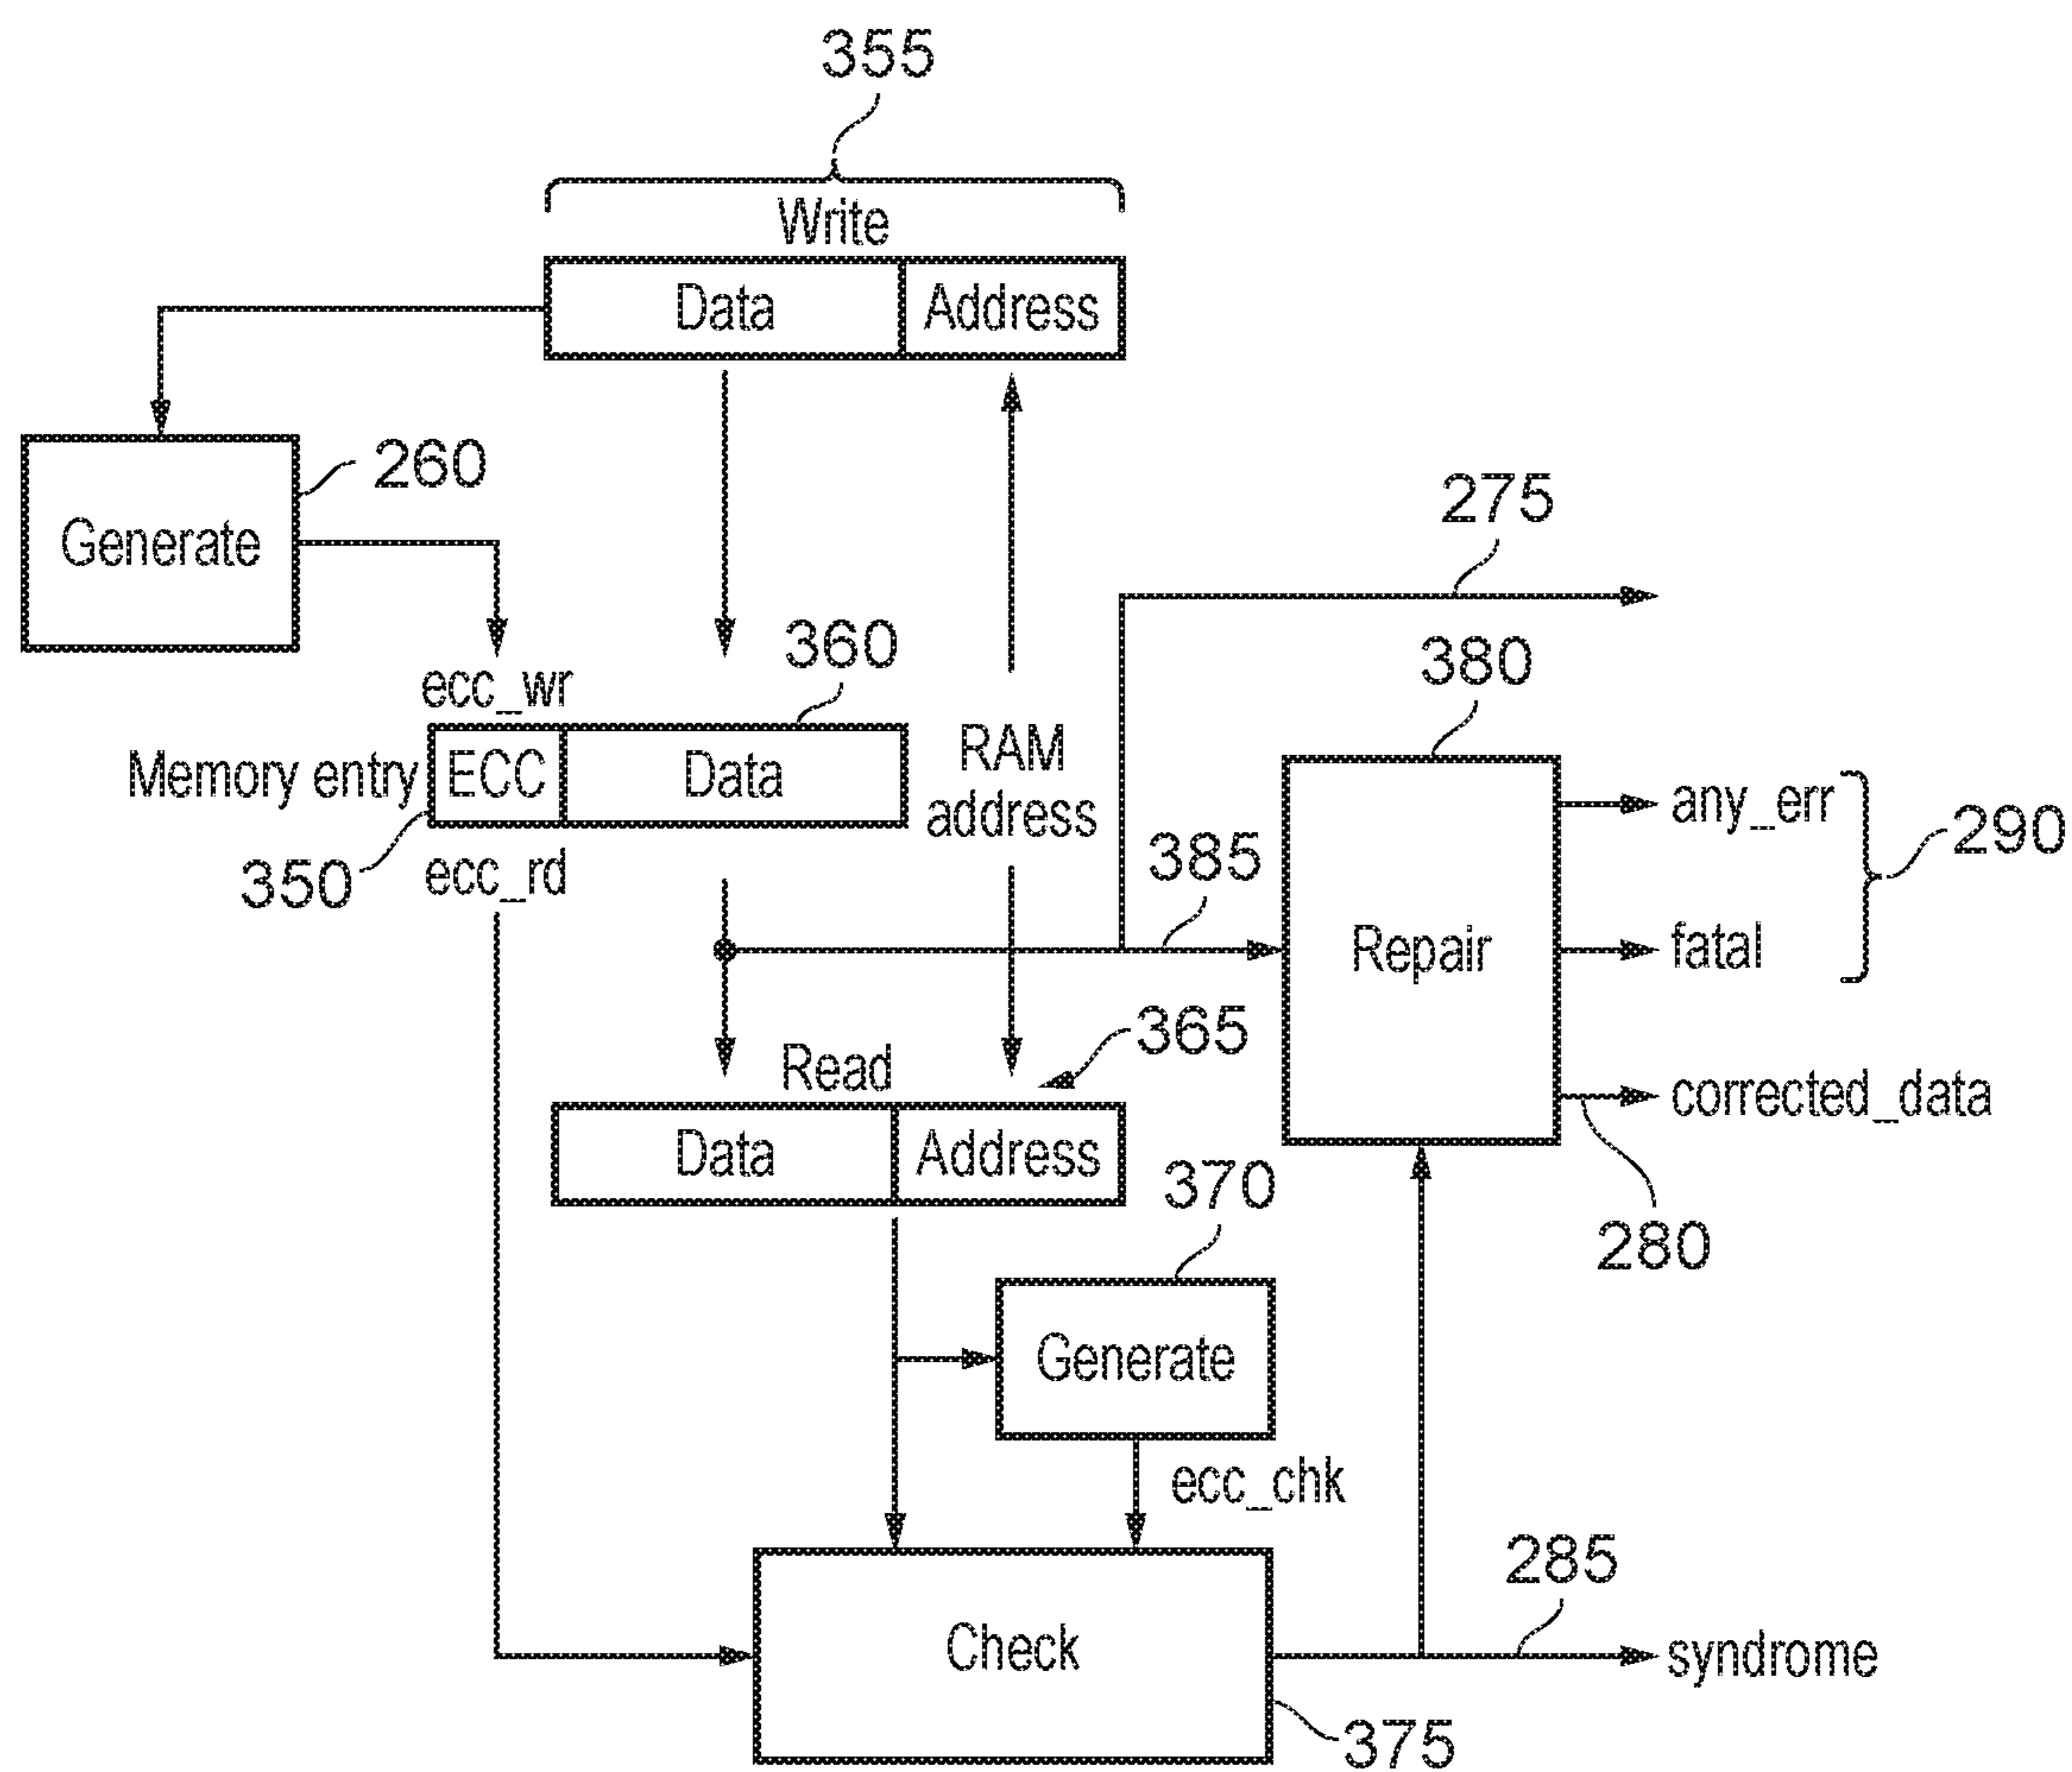 355
Write
Data Address
260
Generate
275
ecc_wr
360
380
Memory entry ECC Data
RAM
address
any_err
290
350
ecc_rd
385
Repair
fatal
365
Read
corrected_data
Data Address
370
280
Generate
ecc_chk
285
Check
syndrome
375